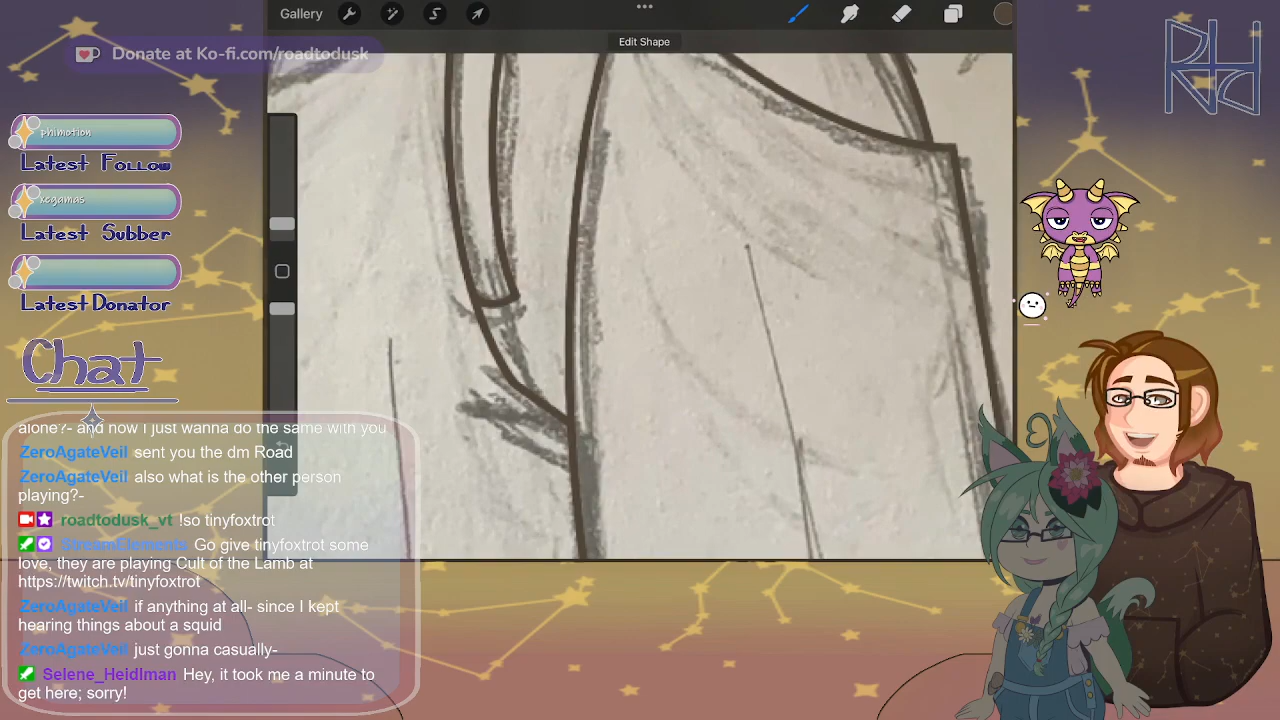 Gallery
Edit Shape
Donate at Ko-fi.com/roadtodusk
phimotion
Latest Follow
xcgamas
Latest Subber
Latest Donator
Chat
alone?- and now I just wanna do the same with you
ZeroAgateVeil sent you the dm Road
ZeroAgateVeil also what is the other person
playing?-
roadtodusk_vt !so tinyfoxtrot
StreamElements Go give tinyfoxtrot some
love, they are playing Cult of the Lamb at
https://twitch.tv/tinyfoxtrot
ZeroAgateVeil if anything at all- since I kept
hearing things about a squid
ZeroAgateVeil just gonna casually-
Selene_Heidlman Hey, it took me a minute to
get here; sorry!